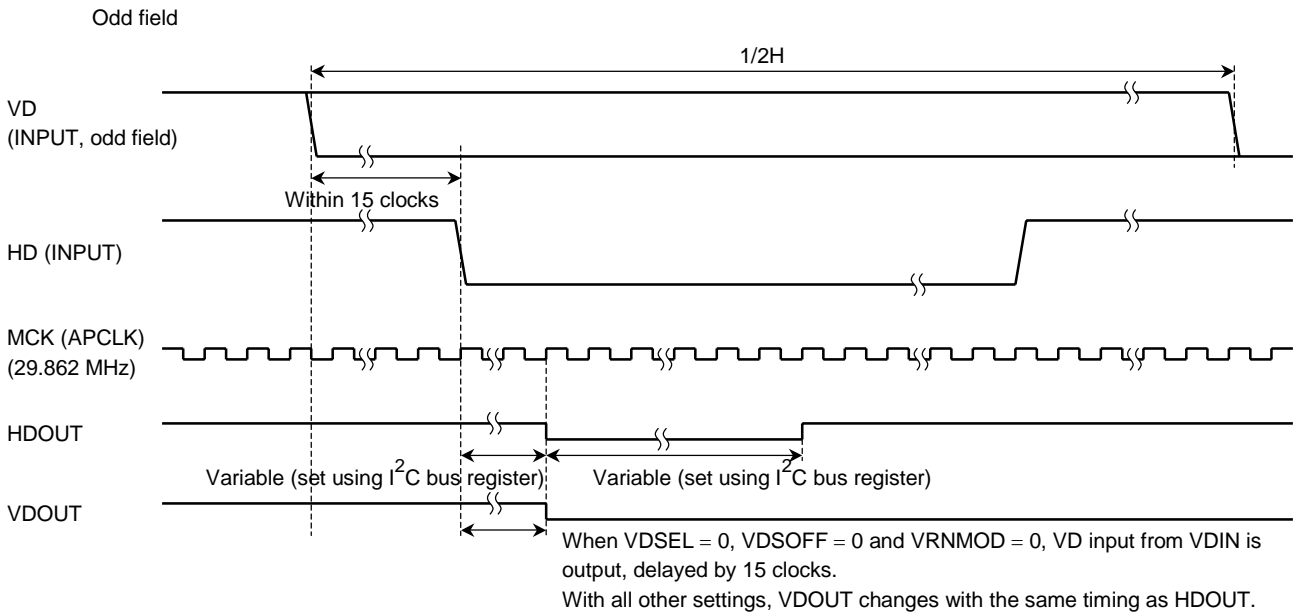 Odd field
1/2H
VD
(INPUT, odd field)
Within 15 clocks
HD (INPUT)
MCK (APCLK)
(29.862 MHz)
HDOUT
Variable (set using I²C bus register)
Variable (set using I²C bus register)
VDOUT
When VDSEL = 0, VDSOFF = 0 and VRNMOD = 0, VD input from VDIN is
output, delayed by 15 clocks.
With all other settings, VDOUT changes with the same timing as HDOUT.